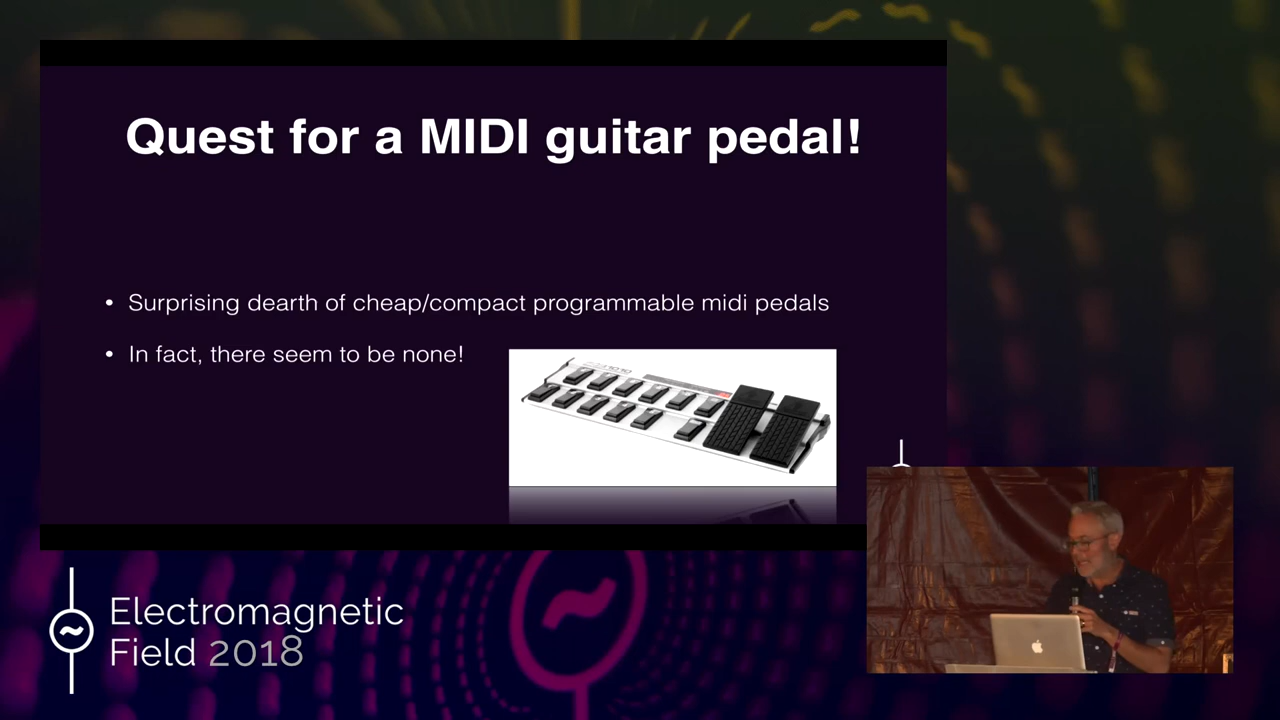 Quest for a MIDI guitar pedal!
• Surprising dearth of cheap/compact programmable midi pedals
• In fact, there seem to be none!
Electromagnetic
Field 2018